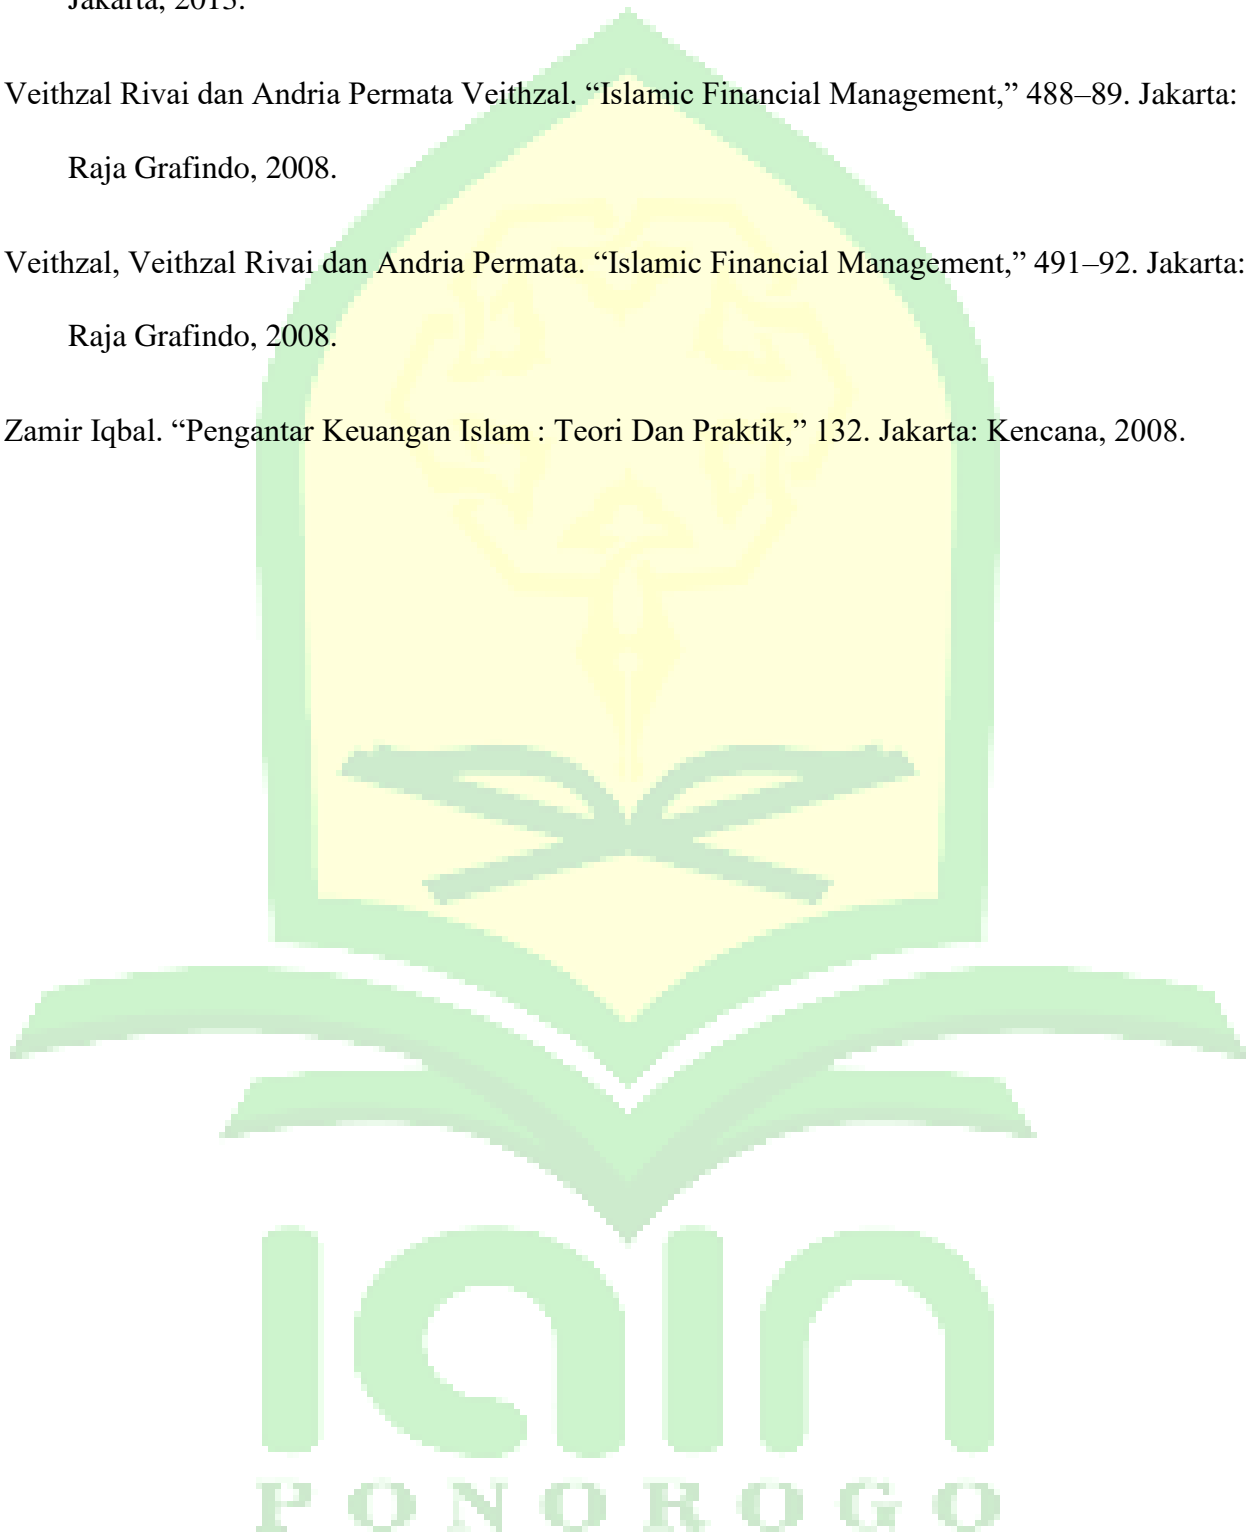 Jakarta, 2015.
Veithzal Rivai dan Andria Permata Veithzal. “Islamic Financial Management,” 488–89. Jakarta:
Raja Grafindo, 2008.
Veithzal, Veithzal Rivai dan Andria Permata. “Islamic Financial Management,” 491–92. Jakarta:
Raja Grafindo, 2008.
Zamir Iqbal. “Pengantar Keuangan Islam : Teori Dan Praktik,” 132. Jakarta: Kencana, 2008.
iain
PONOROGO